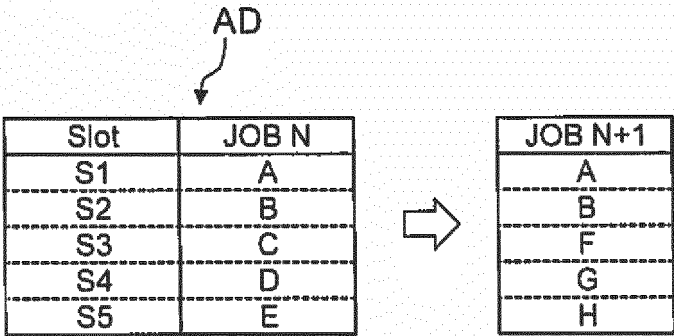 AD
Slot JOB N JOB N+1
S1 A A
S2 B B
S3 C F
S4 D G
S5 E H